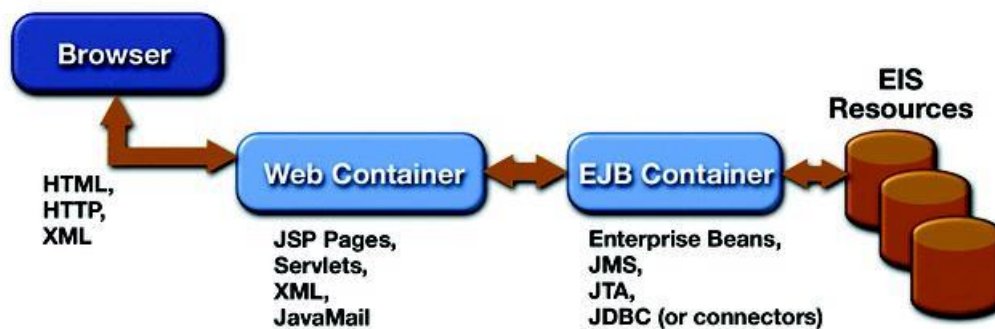 Browser
EIS
Resources
Web Container
EJB Container
HTML,
HTTP,
XML
JSP Pages,
Servlets,
XML,
JavaMail
Enterprise Beans,
JMS,
JTA,
JDBC (or connectors)